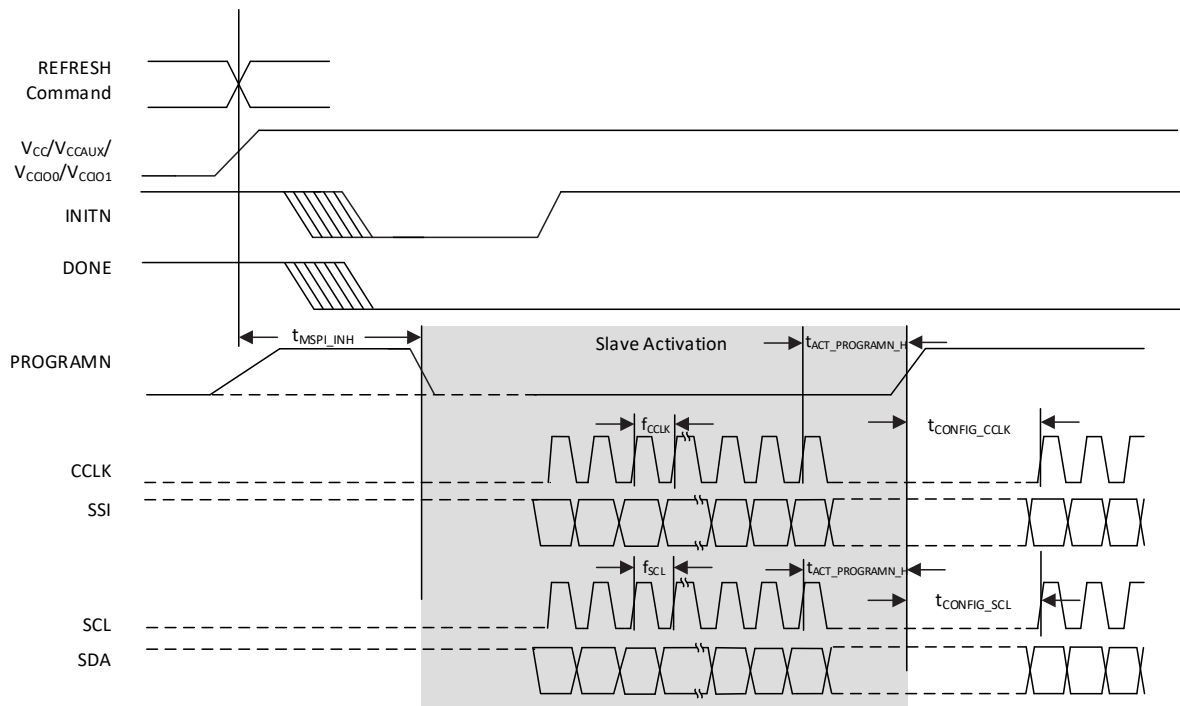 REFRESH
Command
VCC/VCCAUX/
VCCIO0/VCCIO1
INITN
DONE
tMSPI_INH
Slave Activation
tACT_PROGRAMN_H
PROGRAMN
fCCLK
tCONFIG_CCLK
CCLK
SSI
fSCL
tACT_PROGRAMN_H
tCONFIG_SCL
SCL
SDA